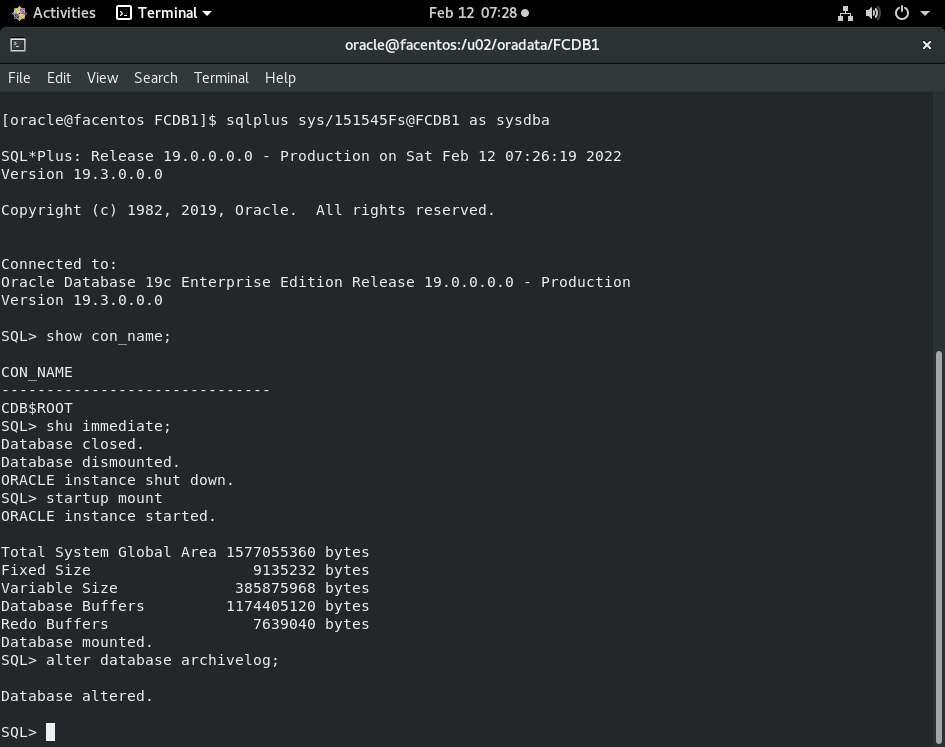 Activities Terminal Feb 12 07:28
oracle@facentos:/u02/oradata/FCDB1
File Edit View Search Terminal Help
[oracle@facentos FCDB1]$ sqlplus sys/151545Fs@FCDB1 as sysdba
SQL*Plus: Release 19.0.0.0.0 - Production on Sat Feb 12 07:26:19 2022
Version 19.3.0.0.0
Copyright (c) 1982, 2019, Oracle.  All rights reserved.
Connected to:
Oracle Database 19c Enterprise Edition Release 19.0.0.0.0 - Production
Version 19.3.0.0.0
SQL> show con_name;
CON_NAME
------------------------------
CDB$ROOT
SQL> shu immediate;
Database closed.
Database dismounted.
ORACLE instance shut down.
SQL> startup mount
ORACLE instance started.
Total System Global Area 1577055360 bytes
Fixed Size                  9135232 bytes
Variable Size             385875968 bytes
Database Buffers         1174405120 bytes
Redo Buffers                7639040 bytes
Database mounted.
SQL> alter database archivelog;
Database altered.
SQL>